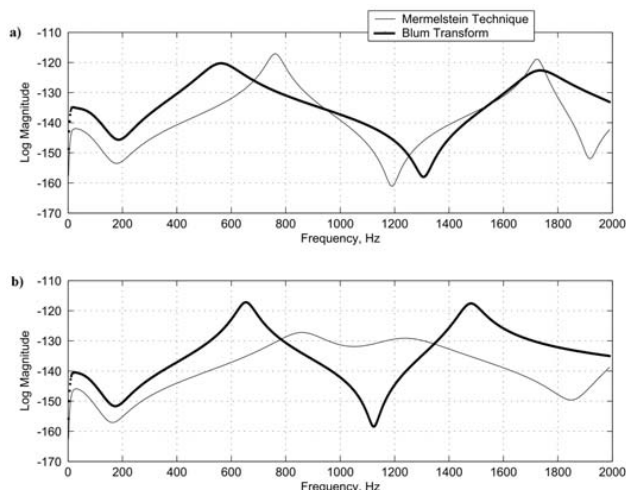 Mermelstein Technique
Blum Transform
a)
-110
-120
-130
-140
-150
-160
-170
Log Magnitude
0 200 400 600 800 1000 1200 1400 1600 1800 2000
Frequency, Hz
b)
-110
-120
-130
-140
-150
-160
-170
Log Magnitude
0 200 400 600 800 1000 1200 1400 1600 1800 2000
Frequency, Hz